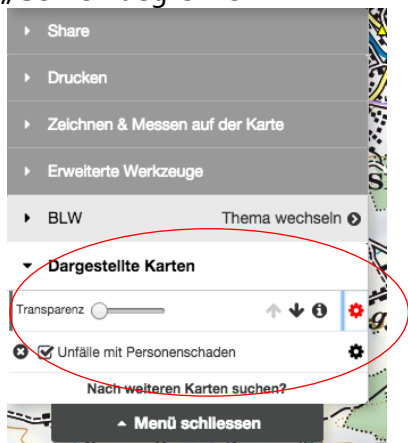 Share
Drucken
Zeichnen & Messen auf der Karte
Erweiterte Werkzeuge
BLW Thema wechseln
Dargestellte Karten
Transparenz
Unfälle mit Personenschaden
Nach weiteren Karten suchen?
Menü schliessen